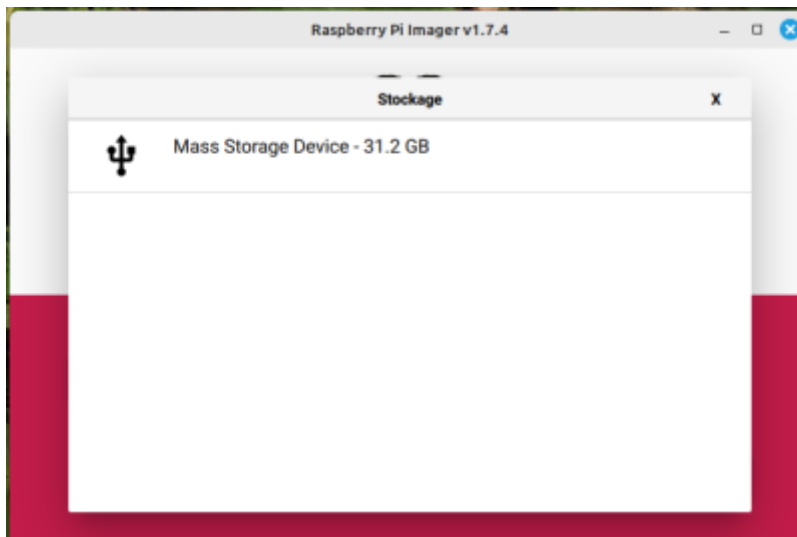 Raspberry Pi Imager v1.7.4
Stockage X
Mass Storage Device - 31.2 GB